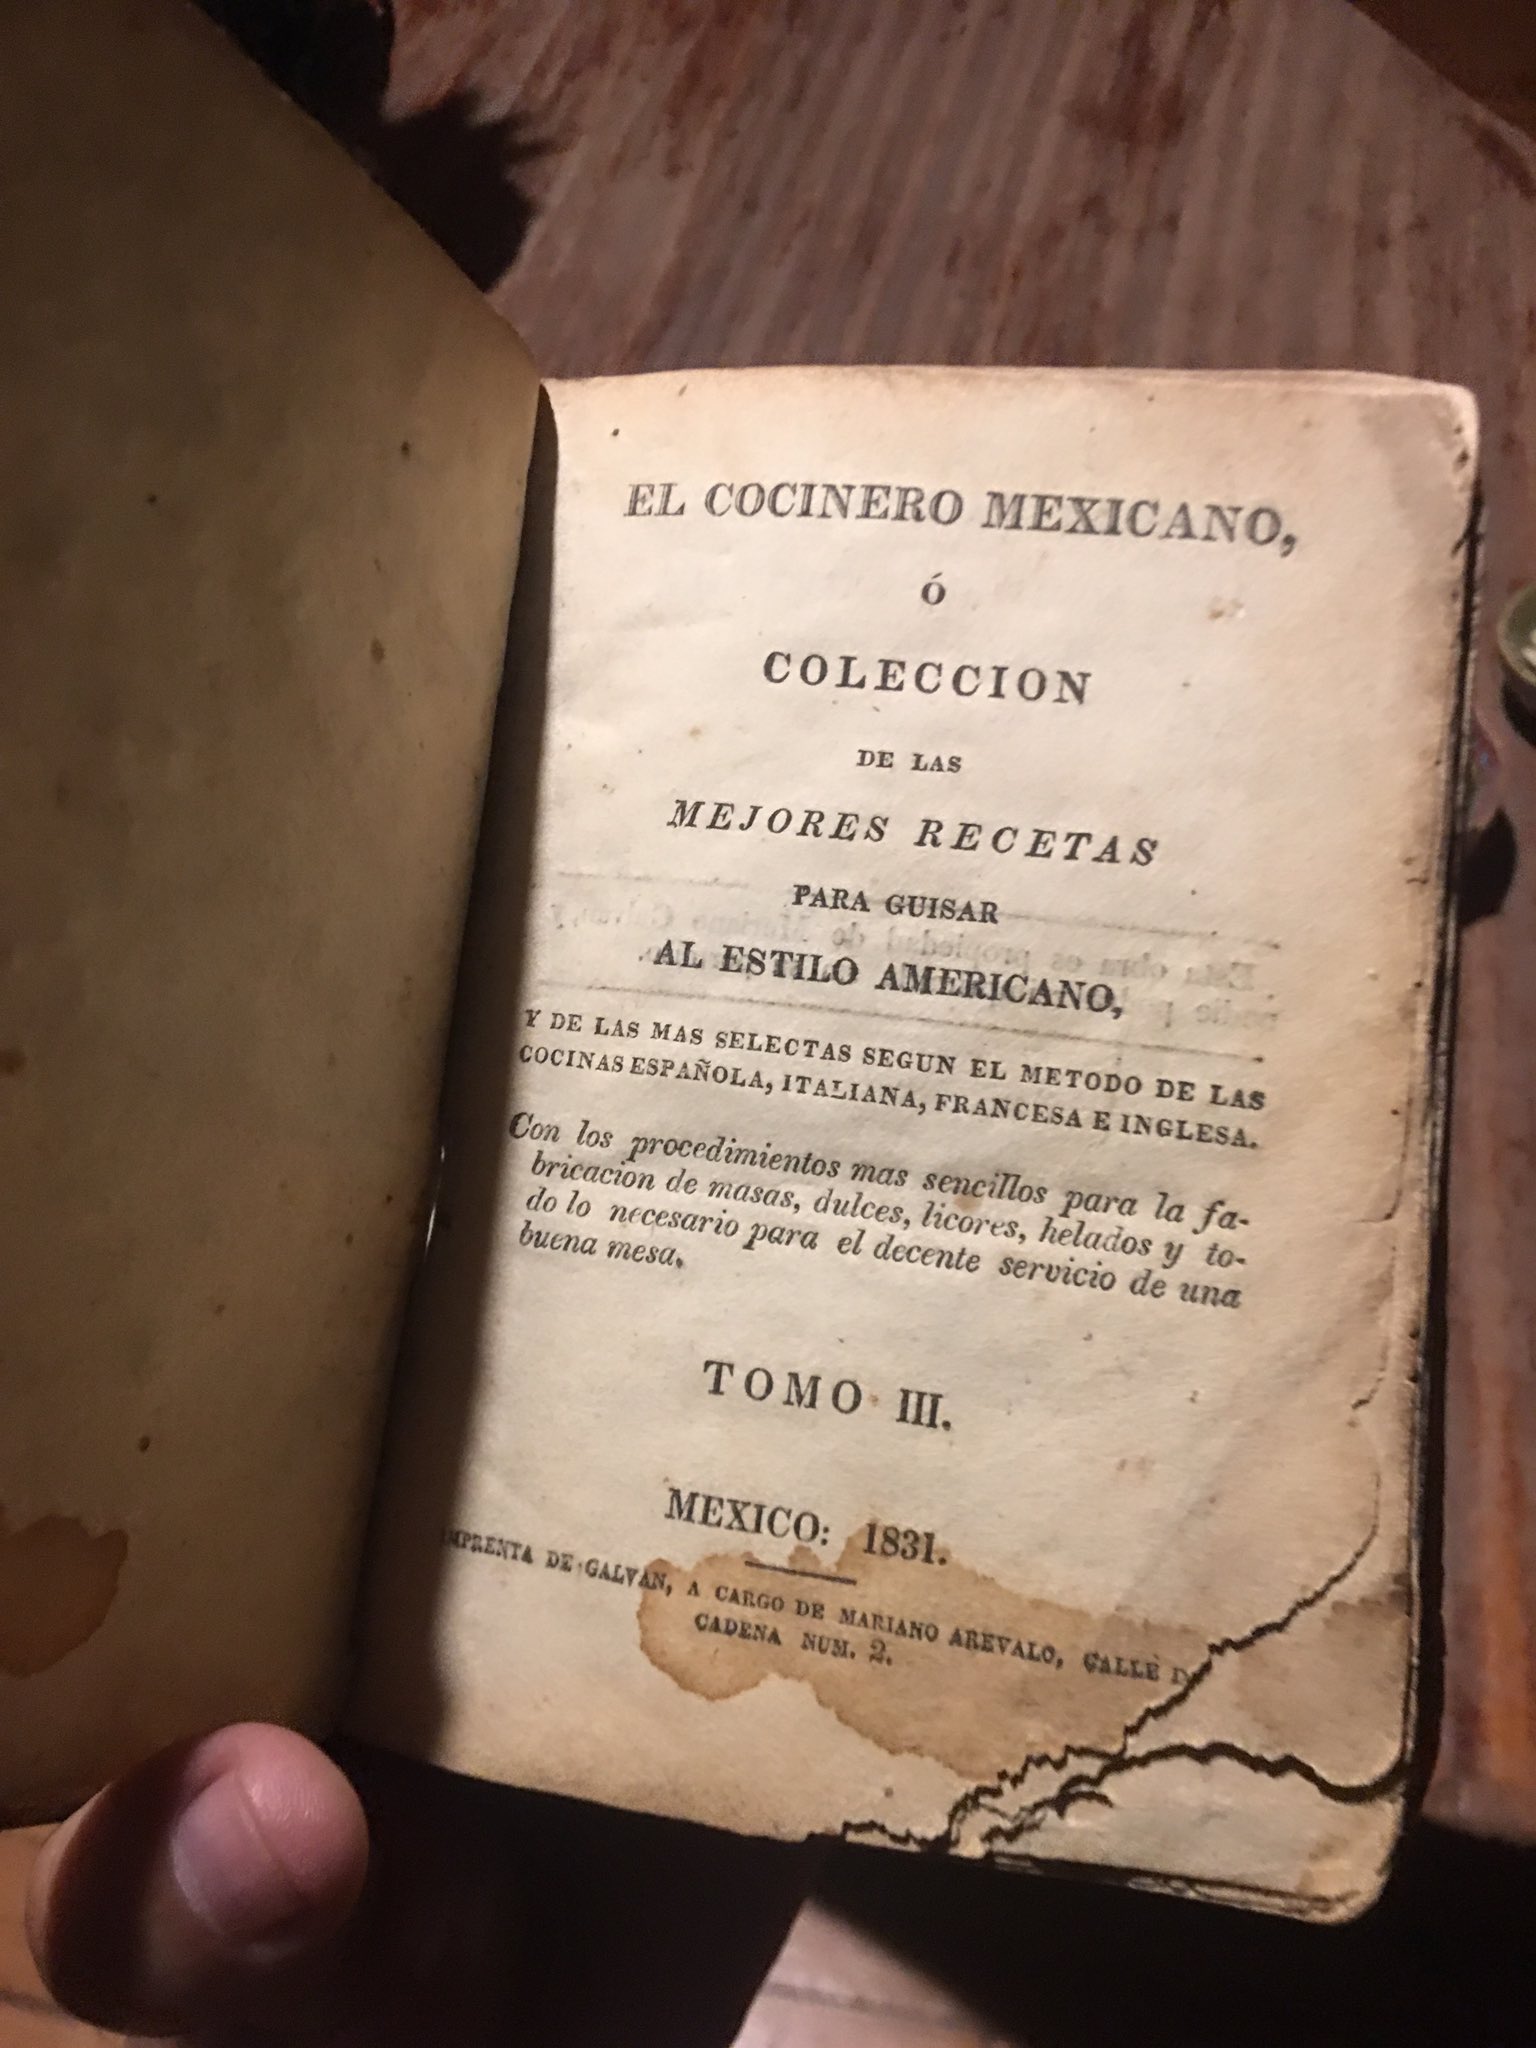 EL COCINERO MEXICANO,
Ó
COLECCION
DE LAS
MEJORES RECETAS
PARA GUISAR
AL ESTILO AMERICANO,
Y DE LAS MAS SELECTAS SEGUN EL METODO DE LAS
COCINAS ESPAÑOLA, ITALIANA, FRANCESA E INGLESA.
Con los procedimientos mas sencillos para la fa-
bricacion de masas, dulces, licores, helados y to-
do lo necesario para el decente servicio de una
buena mesa.
TOMO III.
MEXICO: 1831.
IMPRENTA DE GALVAN, A CARGO DE MARIANO AREVALO, CALLE D
CADENA NUM. 2.